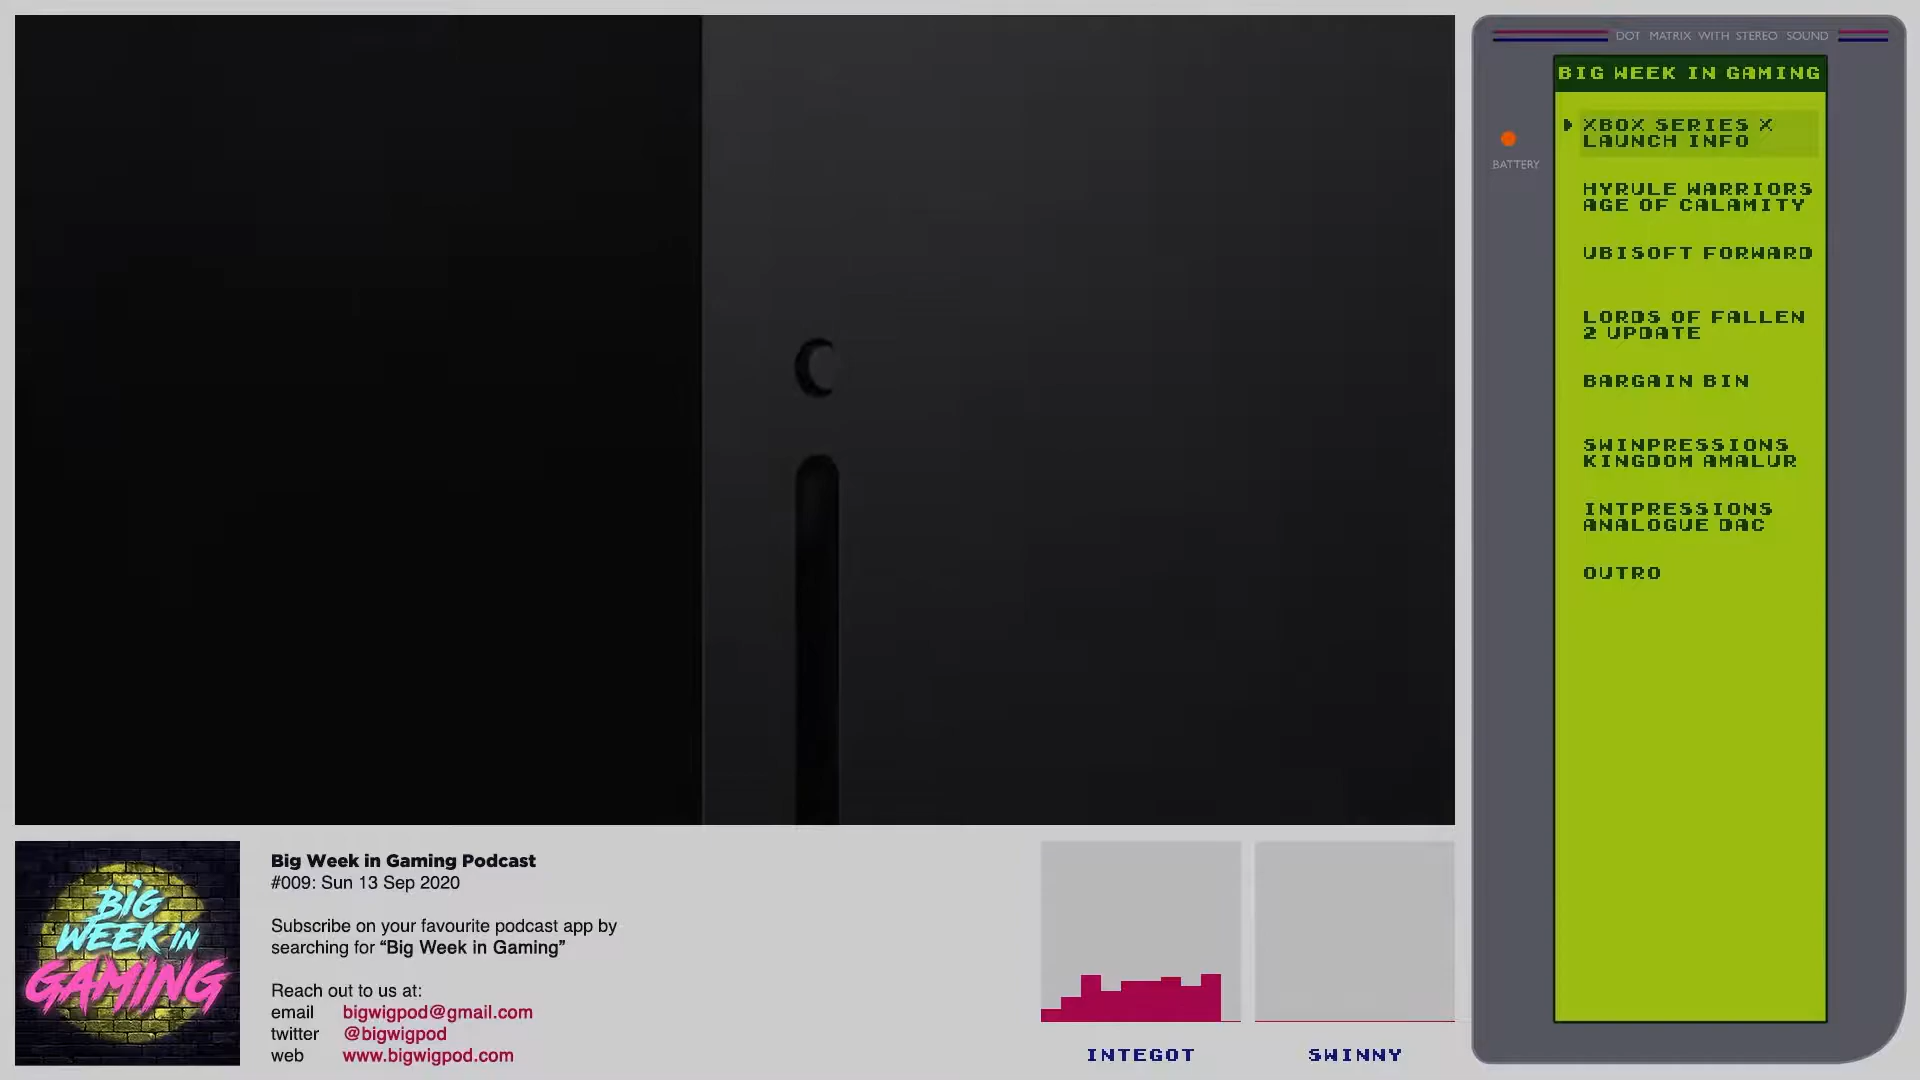 DOT MATRIX WITH STEREO SOUND
BIG WEEK IN GAMING
XBOX SERIES X
LAUNCH INFO
BATTERY
HYRULE WARRIORS
AGE OF CALAMITY
UBISOFT FORWARD
LORDS OF FALLEN
2 UPDATE
BARGAIN BIN
SWINPRESSIONS
KINGDOM AMALUR
INTPRESSIONS
ANALOGUE DAC
OUTRO
BIG
WEEK IN
GAMING
Big Week in Gaming Podcast
#009: Sun 13 Sep 2020
Subscribe on your favourite podcast app by
searching for “Big Week in Gaming”
Reach out to us at:
email bigwigpod@gmail.com
twitter @bigwigpod
web www.bigwigpod.com
INTEGOT
SWINNY